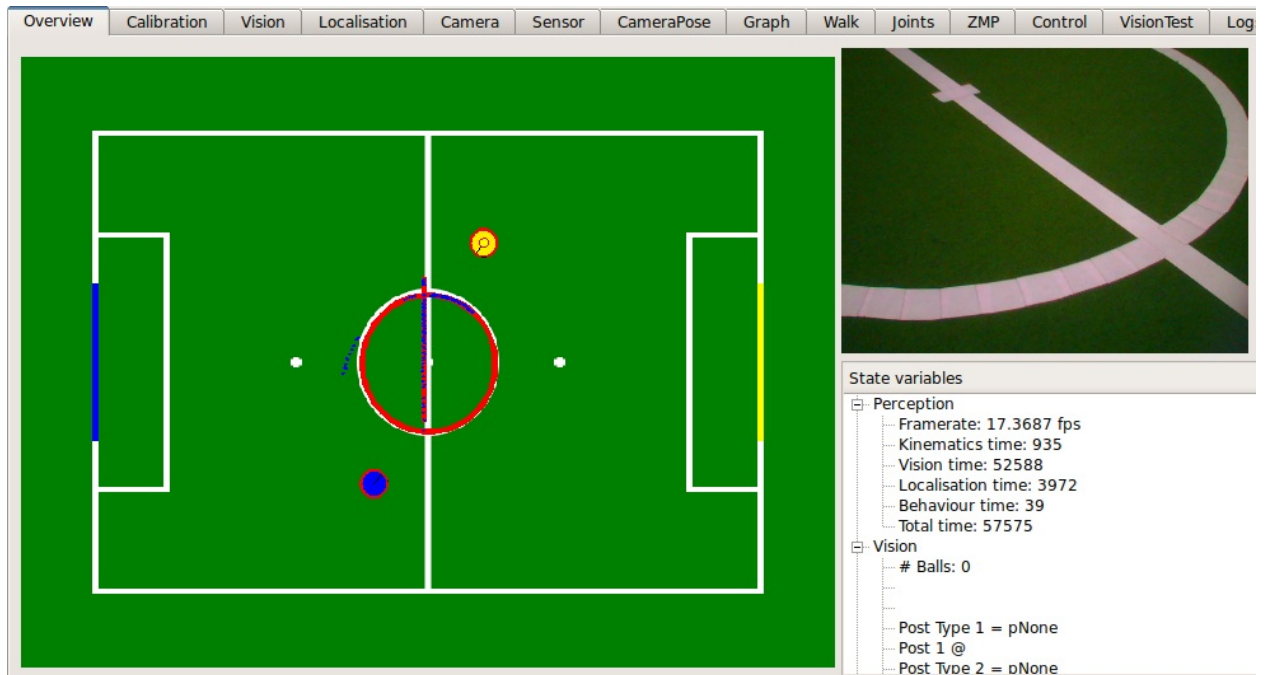 Overview Calibration Vision Localisation Camera Sensor CameraPose Graph Walk Joints ZMP Control VisionTest Log
State variables
Perception
Framerate: 17.3687 fps
Kinematics time: 935
Vision time: 52588
Localisation time: 3972
Behaviour time: 39
Total time: 57575
Vision
# Balls: 0
Post Type 1 = pNone
Post 1 @
Post Type 2 = pNone